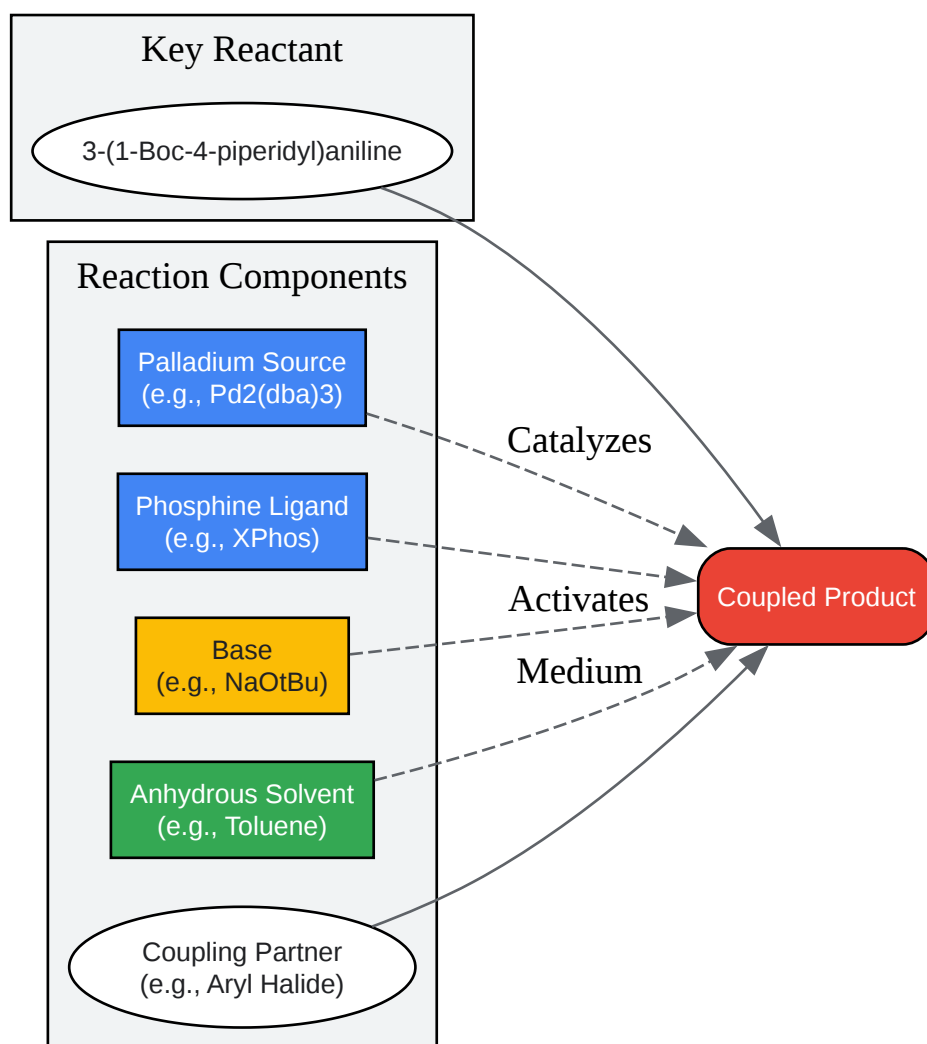 Key Reactant
3-(1-Boc-4-piperidyl)aniline
Reaction Components
Palladium Source
(e.g., Pd2(dba)3)
Catalyzes
Phosphine Ligand
(e.g., XPhos)
Activates
Coupled Product
Base
(e.g., NaOtBu)
Medium
Anhydrous Solvent
(e.g., Toluene)
Coupling Partner
(e.g., Aryl Halide)